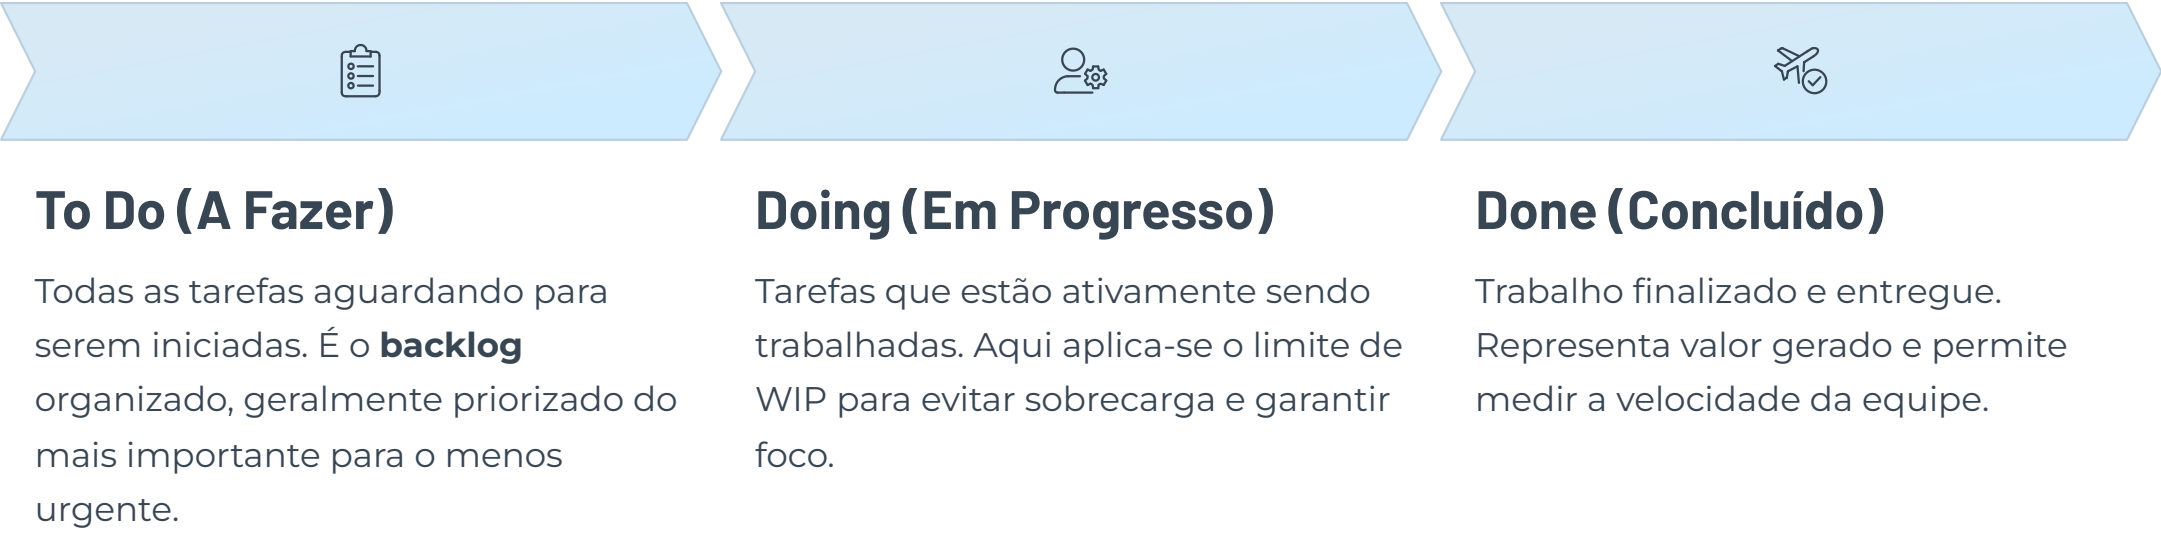 To Do (A Fazer)
Todas as tarefas aguardando para
serem iniciadas. É o backlog
organizado, geralmente priorizado do
mais importante para o menos
urgente.
Doing (Em Progresso)
Tarefas que estão ativamente sendo
trabalhadas. Aqui aplica-se o limite de
WIP para evitar sobrecarga e garantir
foco.
Done (Concluído)
Trabalho finalizado e entregue.
Representa valor gerado e permite
medir a velocidade da equipe.